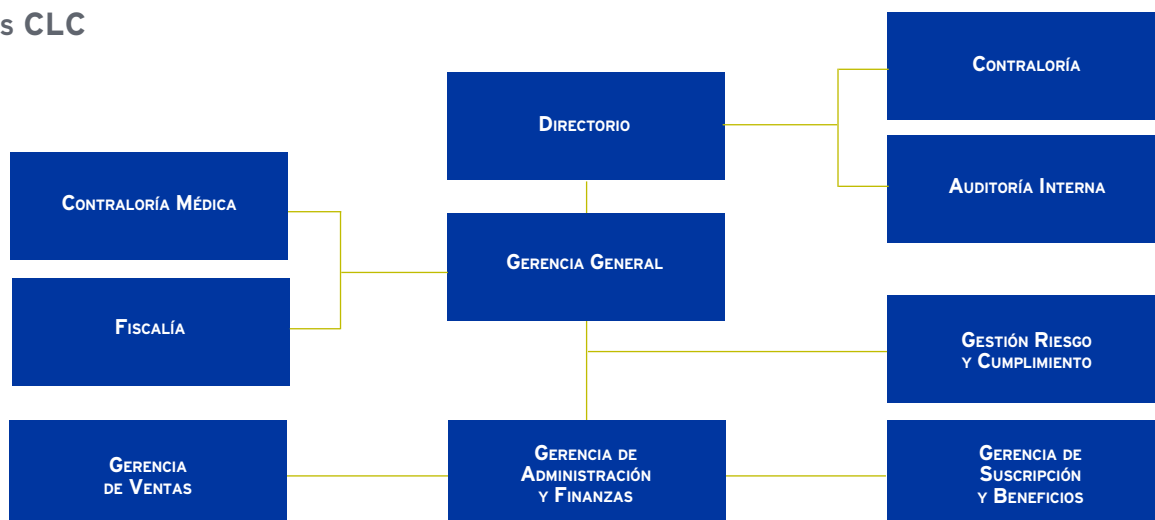 s CLC
Contraloría
Directorio
Auditoría Interna
Contraloría Médica
Gerencia General
Fiscalía
Gestión Riesgo
y Cumplimiento
Gerencia
de Ventas
Gerencia de
Administración
y Finanzas
Gerencia de
Suscripción
y Beneficios